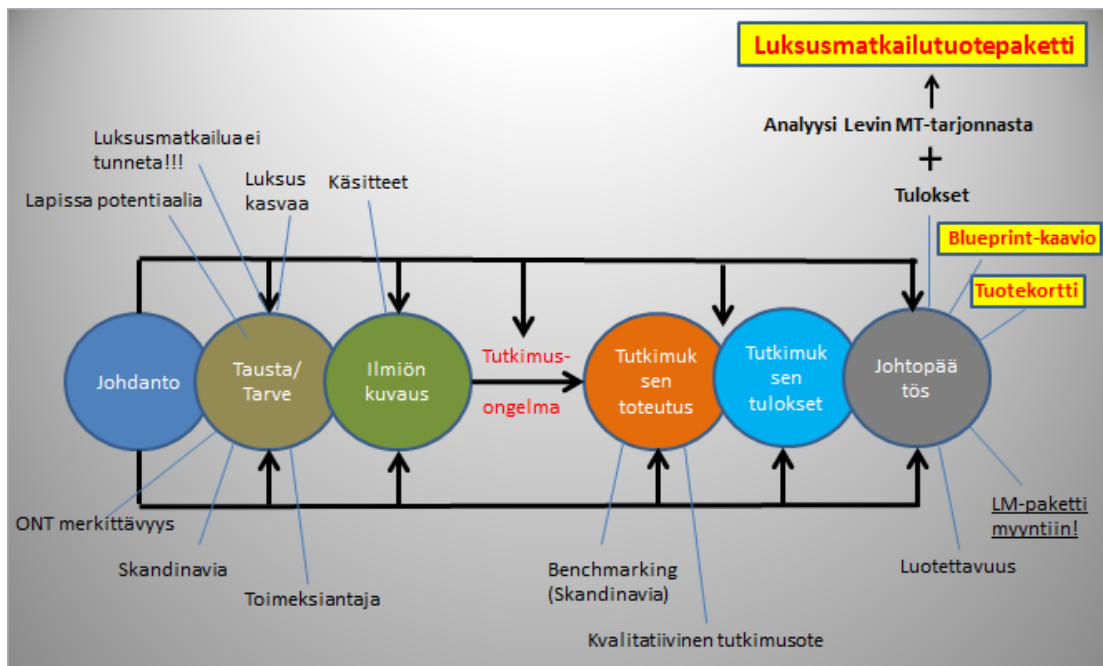 Luksusmatkailutuotepaketti
Analyysi Levin MT-tarjonnasta
+
Tulokset
Luksusmatkailua ei
tunneta!!!
Lapissa potentiaalia
Luksus
kasvaa
Käsitteet
Blueprint-kaavio
Tuotekortti
Johdanto
Tausta/
Tarve
Ilmiön
kuvaus
Tutkimus-
ongelma
Tutkimuk
sen
toteutus
Tutkimuk
sen
tulokset
Johtopää
tös
ONT merkittävyys
Skandinavia
Toimeksiantaja
Benchmarking
(Skandinavia)
Kvalitatiivinen tutkimusote
LM-paketti
myyntiin!
Luotettavuus